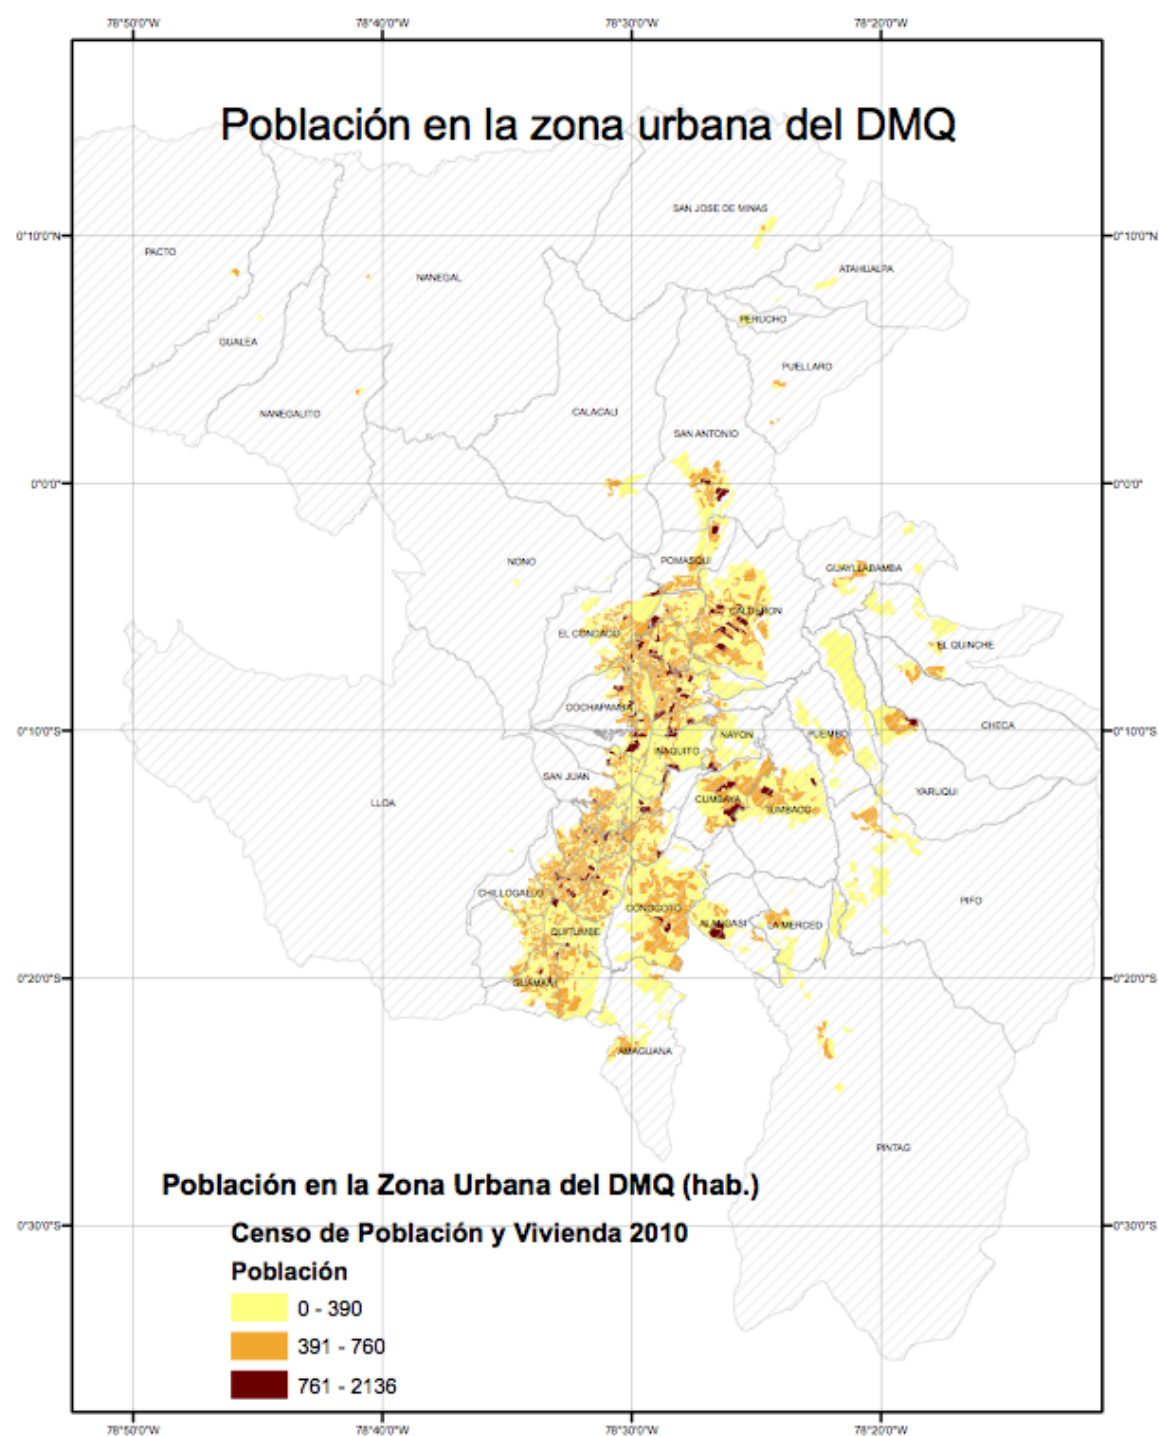 78°50'0"W 78°40'0"W 78°30'0"W 78°20'0"W
Población en la zona urbana del DMQ
SAN JOSE DE MINAS
0°10'0"N 0°10'0"N
PACTO
ATAHUALPA
NANEGAL
PERUCHO
GUALEA
PUELLARO
NANEGALITO
CALACALI
SAN ANTONIO
0°0'0" 0°0'0"
NONO
POMASQUI
GUAYLLABAMBA
CALDERON
EL CONDADO
EL QUINCHE
COCHAPAMBA
CHECA
0°10'0"S 0°10'0"S
NAYON
PUEMBO
IÑAQUITO
SAN JUAN
YARUQUI
LLOA
CUMBAYA
TUMBACO
CHILLOGALLO
PIFO
CONOCOTO
ALANGASI
LA MERCED
QUITUMBE
0°20'0"S 0°20'0"S
GUAMANI
AMAGUANA
PINTAG
Población en la Zona Urbana del DMQ (hab.)
0°30'0"S 0°30'0"S
Censo de Población y Vivienda 2010
Población
0 - 390
391 - 760
761 - 2136
78°50'0"W 78°40'0"W 78°30'0"W 78°20'0"W